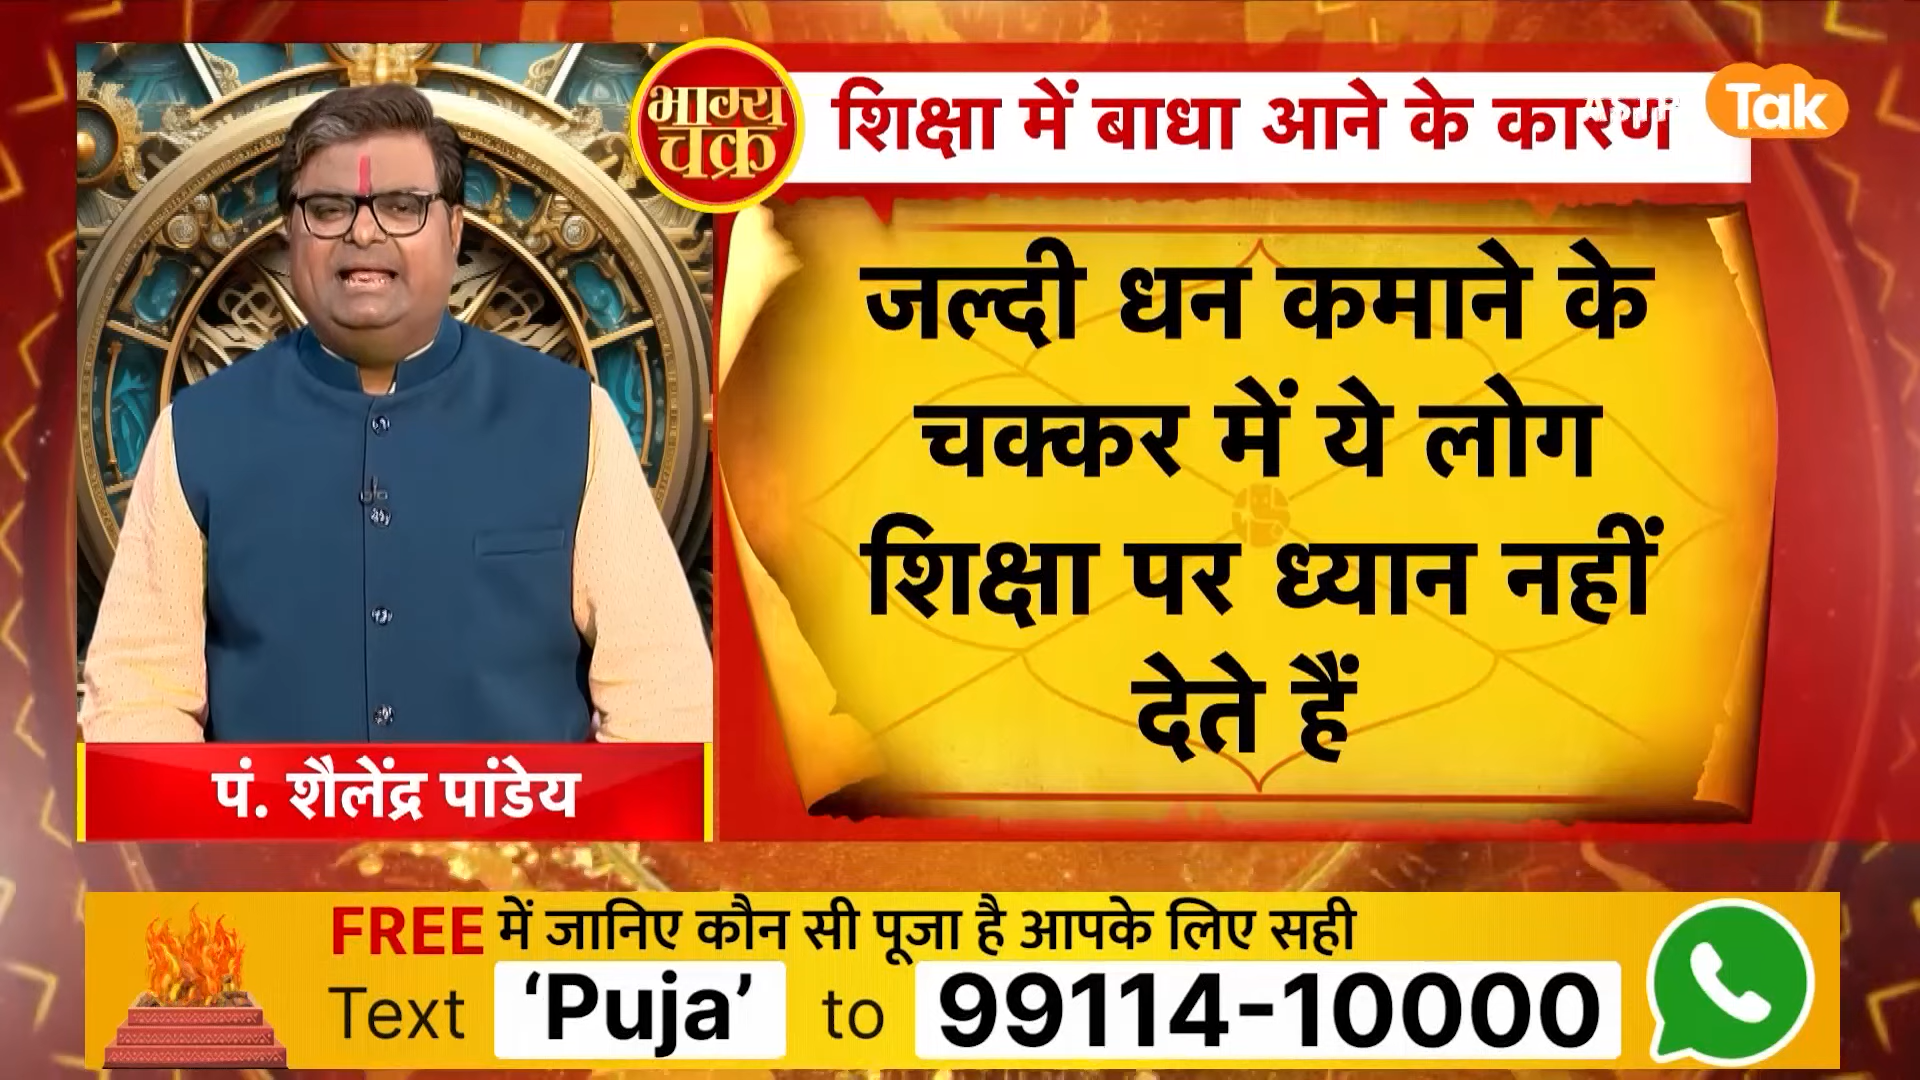 भाग्य
चक्र
शिक्षा में बाधा आने के कारण
Tak
जल्दी धन कमाने के
चक्कर में ये लोग
शिक्षा पर ध्यान नहीं
देते हैं
पं. शैलेंद्र पांडेय
FREE में जानिए कौन सी पूजा है आपके लिए सही
Text ‘Puja’ to 99114-10000